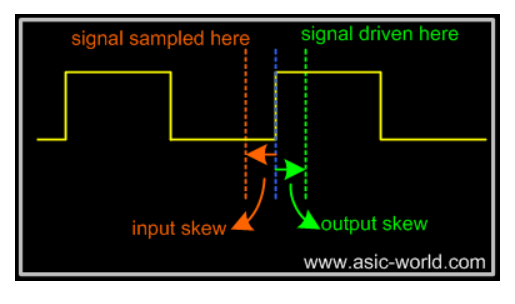 signal sampled here
signal driven here
input skew
output skew
www.asic-world.com